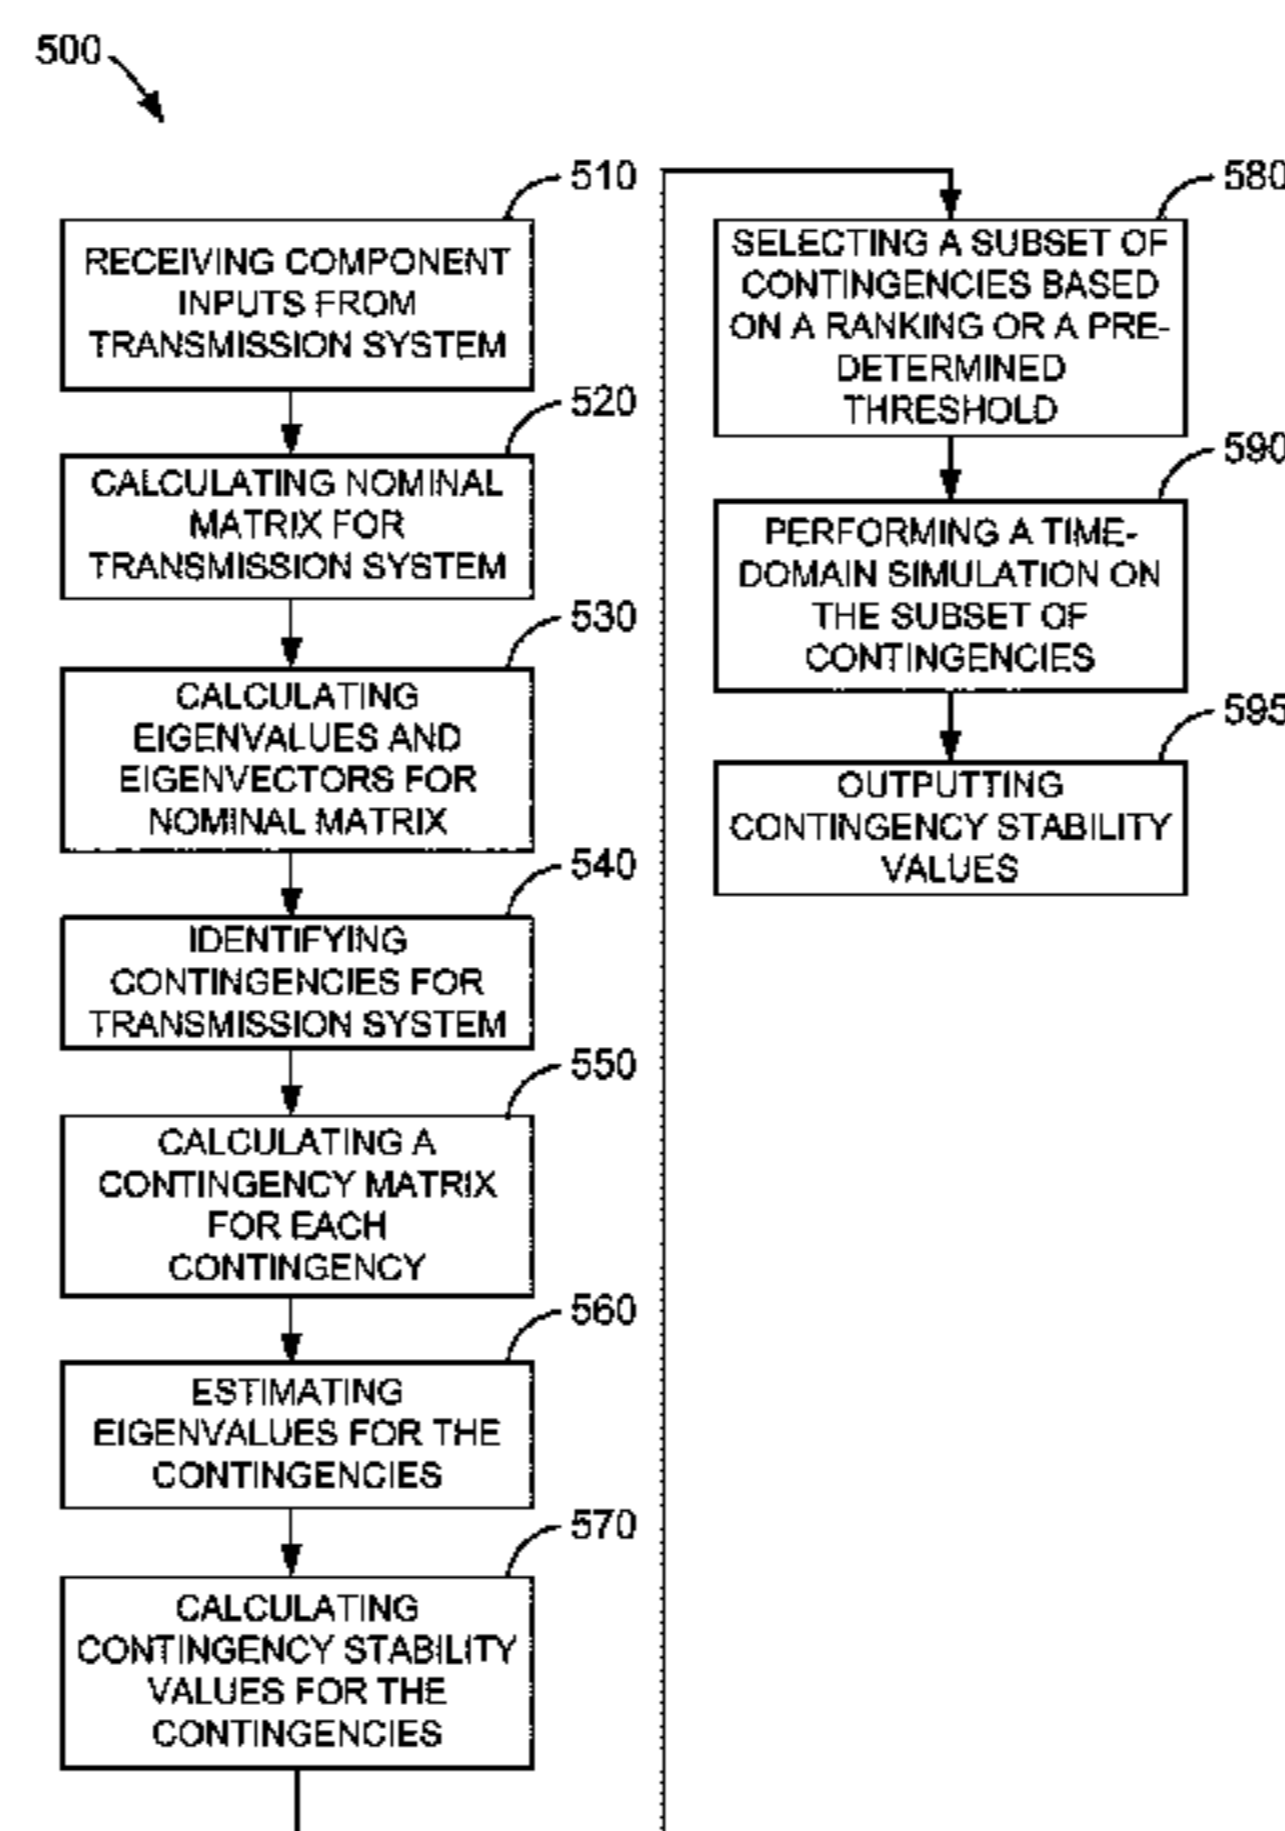 500
510
RECEIVING COMPONENT
INPUTS FROM
TRANSMISSION SYSTEM
520
CALCULATING NOMINAL
MATRIX FOR
TRANSMISSION SYSTEM
530
CALCULATING
EIGENVALUES AND
EIGENVECTORS FOR
NOMINAL MATRIX
540
IDENTIFYING
CONTINGENCIES FOR
TRANSMISSION SYSTEM
550
CALCULATING A
CONTINGENCY MATRIX
FOR EACH
CONTINGENCY
560
ESTIMATING
EIGENVALUES FOR THE
CONTINGENCIES
570
CALCULATING
CONTINGENCY STABILITY
VALUES FOR THE
CONTINGENCIES
580
SELECTING A SUBSET OF
CONTINGENCIES BASED
ON A RANKING OR A PRE-
DETERMINED
THRESHOLD
590
PERFORMING A TIME-
DOMAIN SIMULATION ON
THE SUBSET OF
CONTINGENCIES
595
OUTPUTTING
CONTINGENCY STABILITY
VALUES